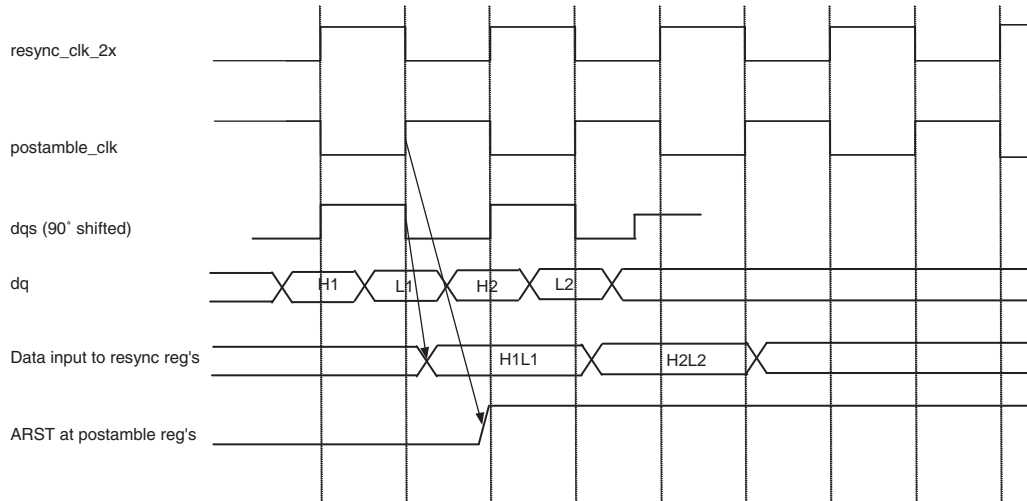 resync_clk_2x
postamble_clk
dqs (90˚ shifted)
dq
H1
L1
H2
L2
Data input to resync reg's
H1L1
H2L2
ARST at postamble reg's